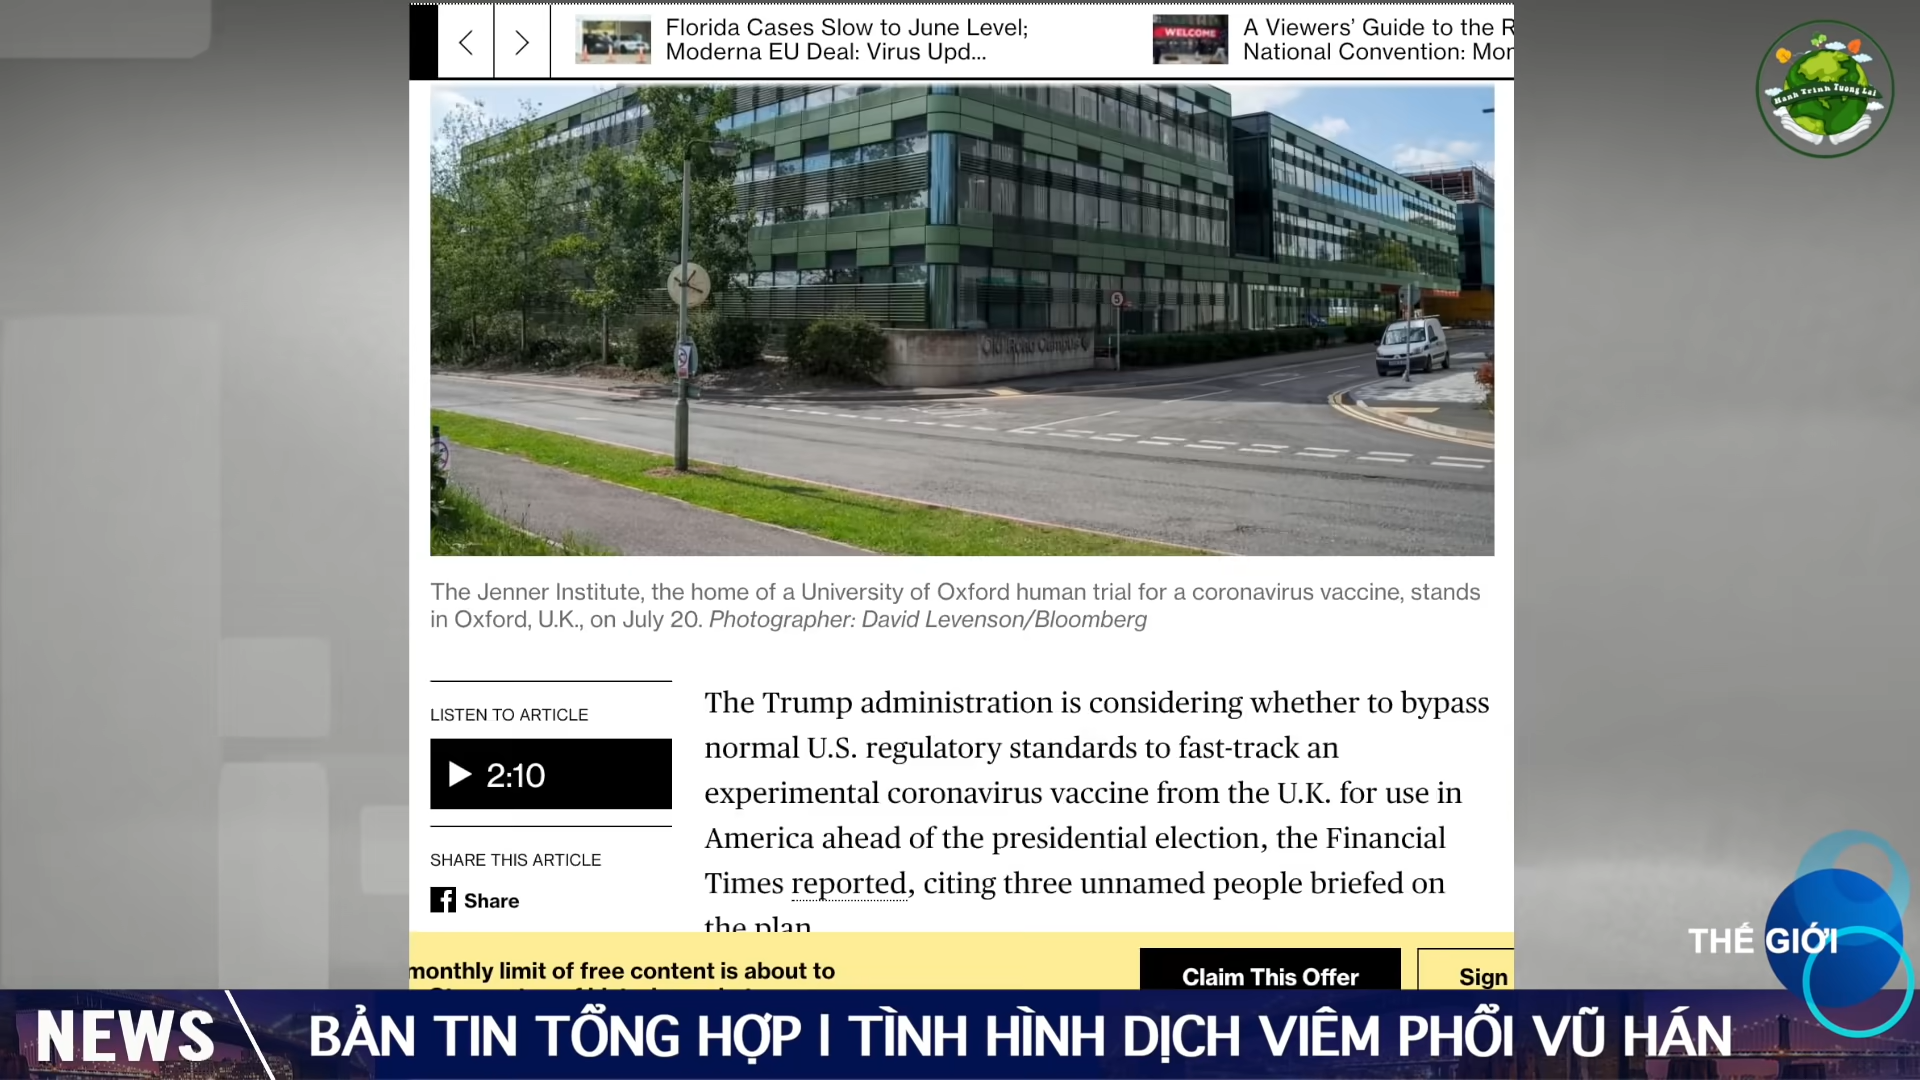 Florida Cases Slow to June Level;
Moderna EU Deal: Virus Upd...
WELCOME
A Viewers’ Guide to the R
National Convention: Mor
Hanh Trinh Tuong Lai
5
The Jenner Institute, the home of a University of Oxford human trial for a coronavirus vaccine, stands
in Oxford, U.K., on July 20. Photographer: David Levenson/Bloomberg
LISTEN TO ARTICLE
2:10
SHARE THIS ARTICLE
Share
The Trump administration is considering whether to bypass
normal U.S. regulatory standards to fast-track an
experimental coronavirus vaccine from the U.K. for use in
America ahead of the presidential election, the Financial
Times reported, citing three unnamed people briefed on
the plan
monthly limit of free content is about to
Claim This Offer
Sign
THẾ GIỚI
NEWS
BẢN TIN TỔNG HỢP | TÌNH HÌNH DỊCH VIÊM PHỔI VŨ HÁN